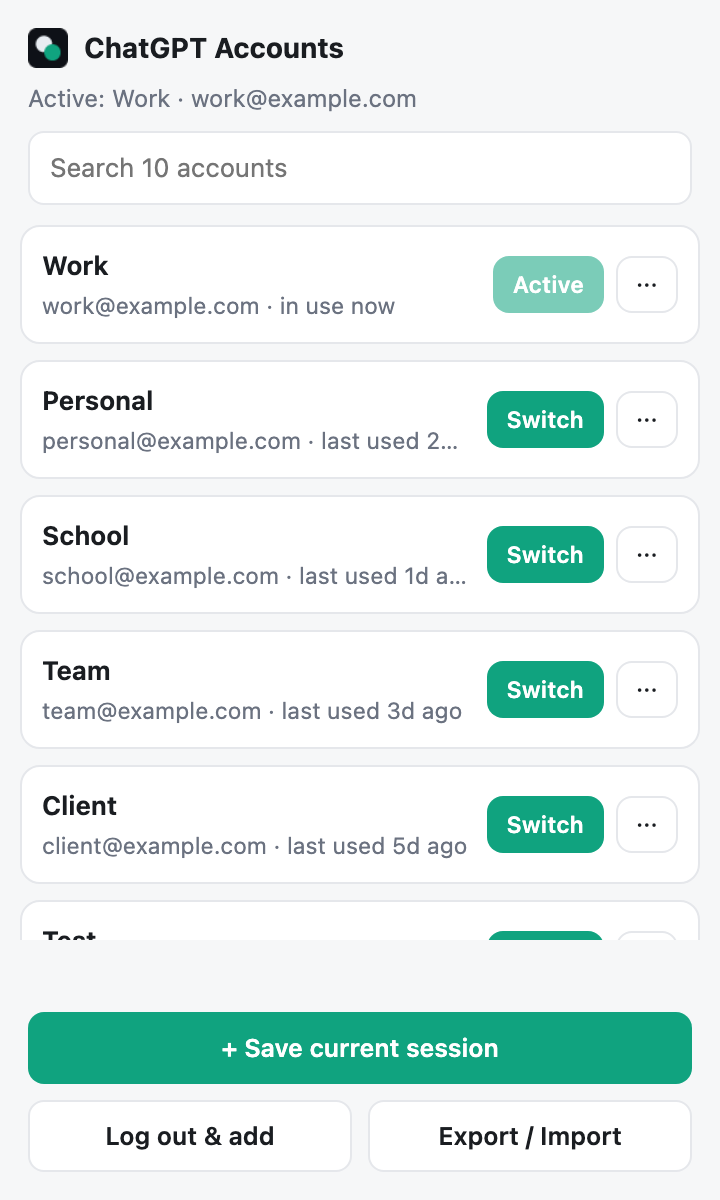 ChatGPT Accounts
Active: Work · work@example.com
Search 10 accounts
Work
work@example.com · in use now
Active
...
Personal
personal@example.com · last used 2...
Switch
...
School
school@example.com · last used 1d a...
Switch
...
Team
team@example.com · last used 3d ago
Switch
...
Client
client@example.com · last used 5d ago
Switch
...
Test
+ Save current session
Log out & add
Export / Import